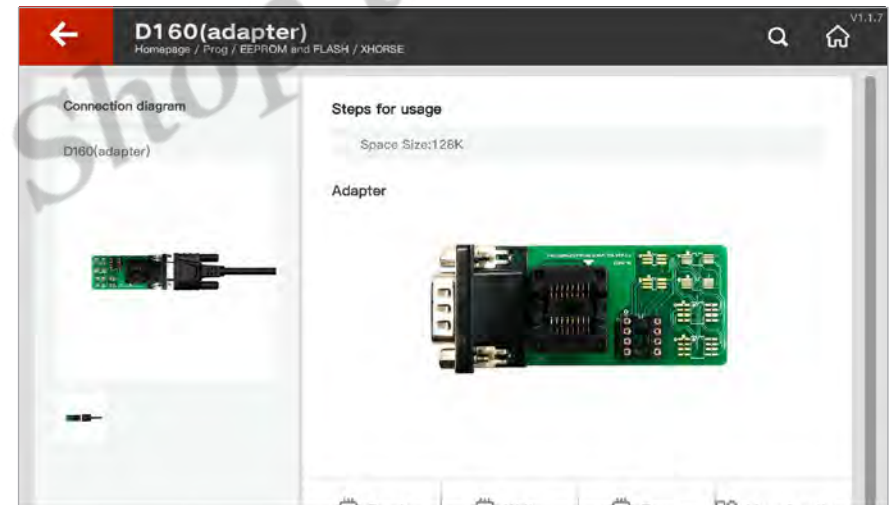 D160(adapter)
Homepage / Prog / EEPROM and FLASH / XHORSE
V1.1.7
Connection diagram
D160(adapter)
Steps for usage
Space Size:128K
Adapter
Shop.